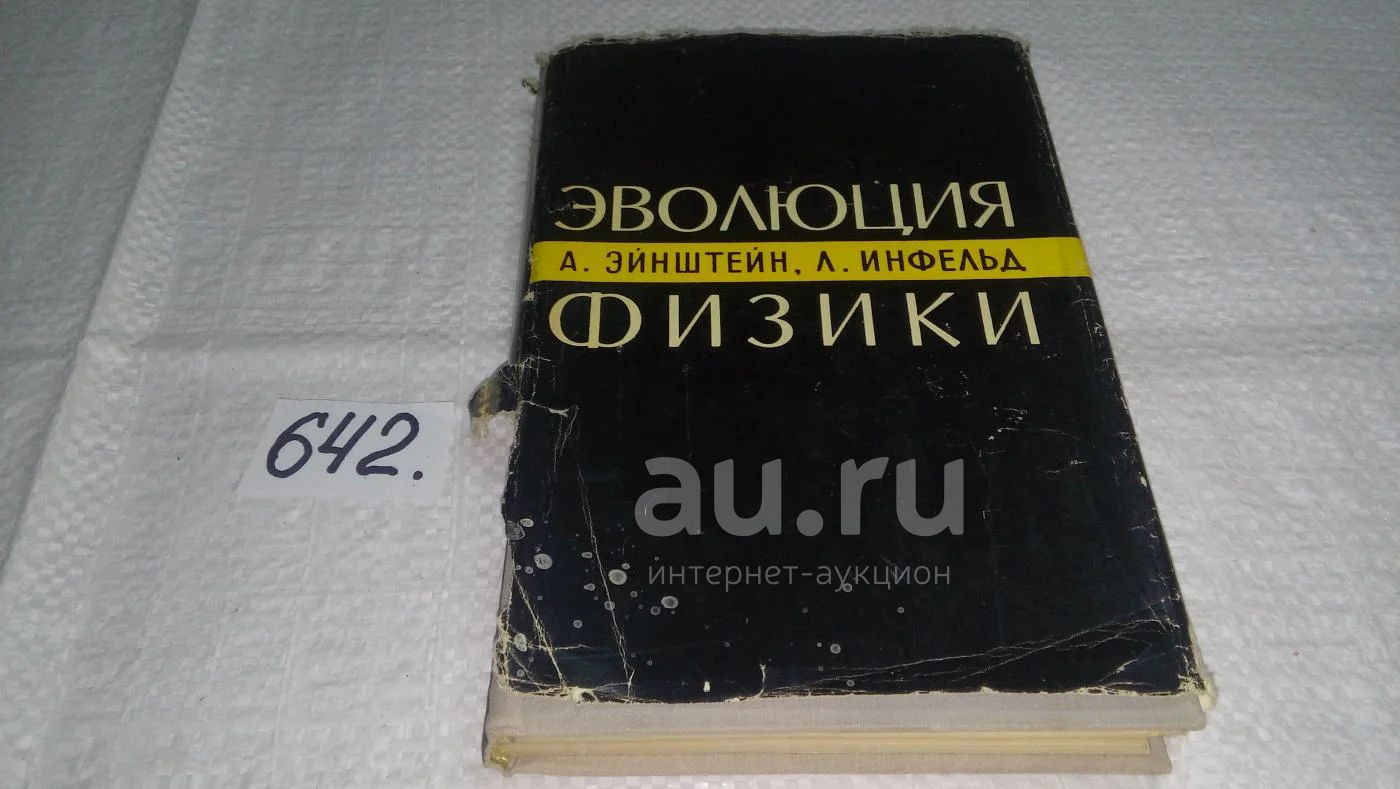 ЭВОЛЮЦИЯ
А. ЭЙНШТЕЙН, Л. ИНФЕЛЬД
ФИЗИКИ
642.
au.ru
интернет-аукцион